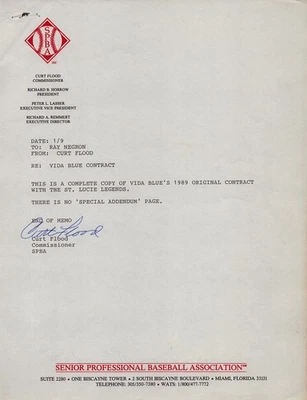 SPBA
CURT FLOOD
COMMISSIONER
RICHARD B HORROW
PRESIDENT
PETER L. LASSER
EXECUTIVE VICE PRESIDENT
RICHARD A. REMMERT
EXECUTIVE DIRECTOR
DATE: 1/9
TO: RAY NEGRON
FROM: CURT FLOOD
RE: VIDA BLUE CONTRACT
THIS IS A COMPLETE COPY OF VIDA BLUE'S 1989 ORIGINAL CONTRACT
WITH THE ST. LUCIE LEGENDS.
THERE IS NO 'SPECIAL ADDENDUM' PAGE.
END OF MEMO
Curt Flood
Curt Flood
Commissioner
SPBA
SENIOR PROFESSIONAL BASEBALL ASSOCIATION
SUITE 2280 • ONE BISCAYNE TOWER • 2 SOUTH BISCAYNE BOULEVARD • MIAMI, FLORIDA 33131
TELEPHONE: 305/350-7380 • WATS: 1/800/477-7772